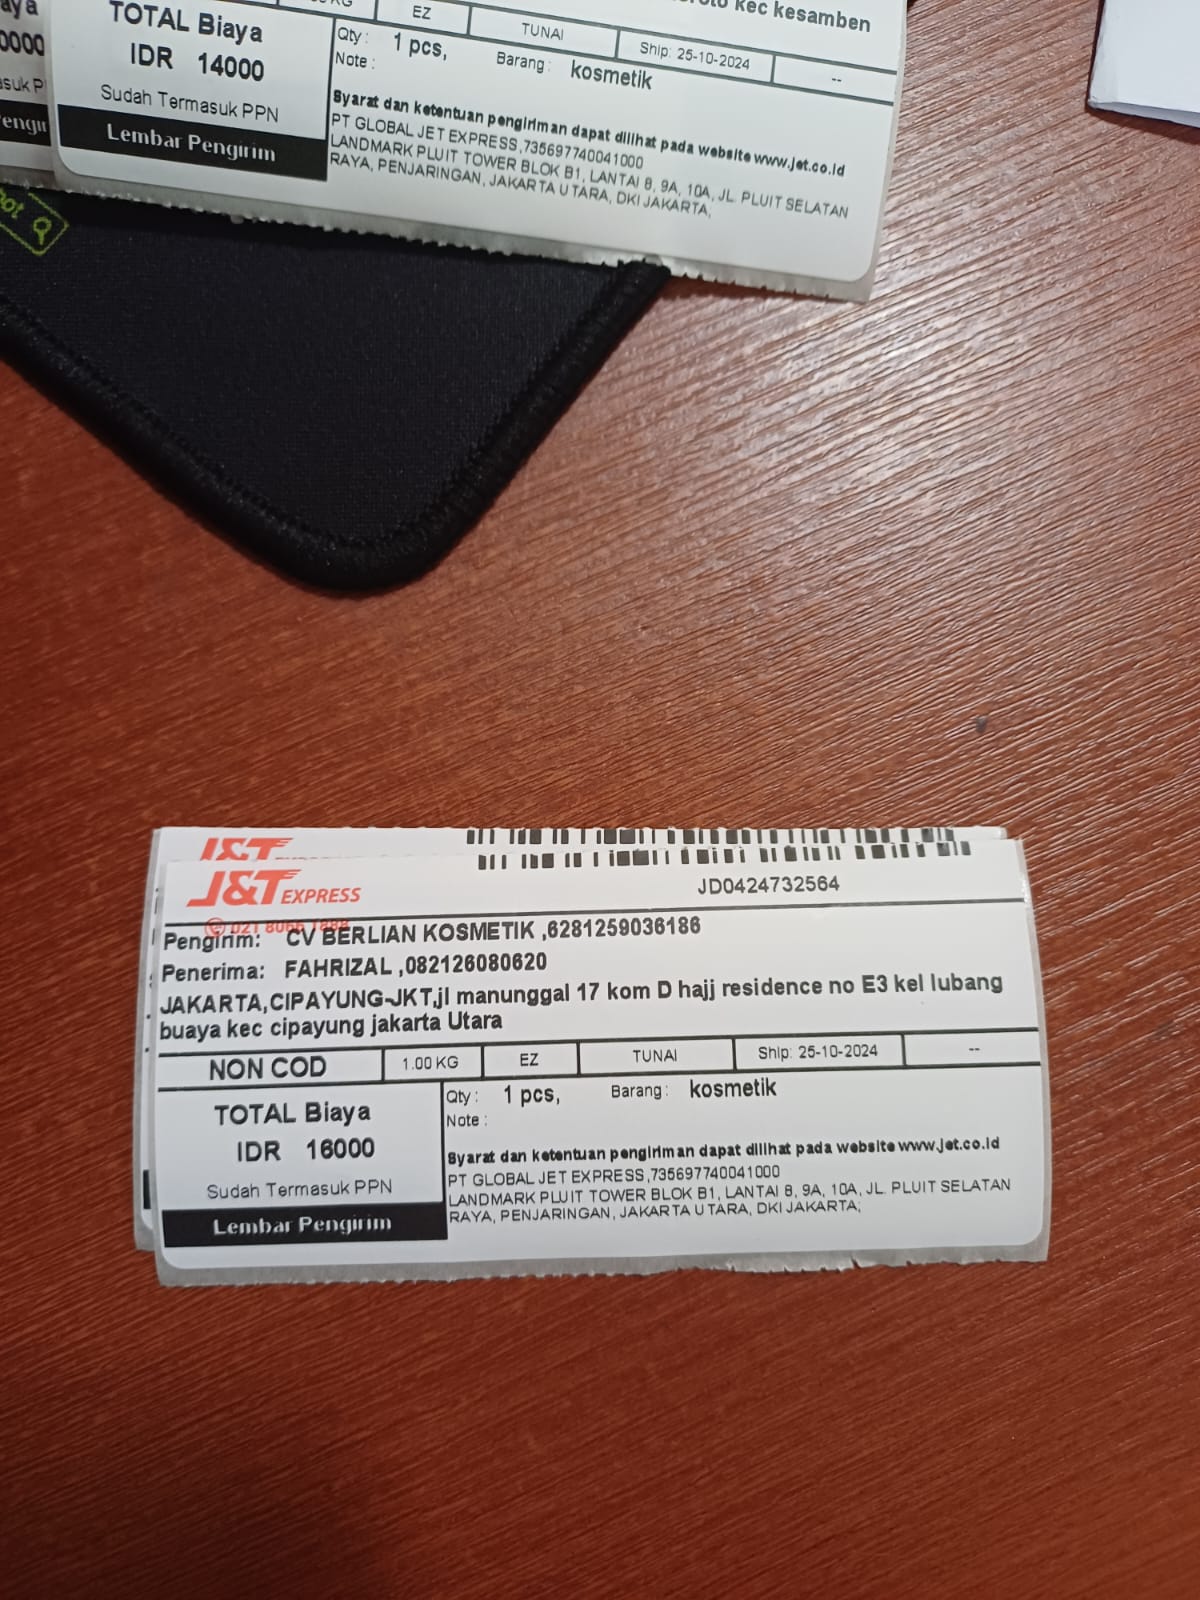 kec kesamben
TOTAL Biaya
IDR 14000
Sudah Termasuk PPN
Lembar Pengirim
EZ
TUNAI
Ship: 25-10-2024
--
Qty : 1 pcs, Barang : kosmetik
Note :
Syarat dan ketentuan pengiriman dapat dilihat pada website www.jet.co.id
PT GLOBAL JET EXPRESS,735697740041000
LANDMARK PLUIT TOWER BLOK B1, LANTAI 8, 9A, 10A, JL. PLUIT SELATAN
RAYA, PENJARINGAN, JAKARTA UTARA, DKI JAKARTA;
J&T
J&T EXPRESS
JD0424732564
021 8066 1888
Pengirim: CV BERLIAN KOSMETIK ,6281259036186
Penerima: FAHRIZAL ,082126080620
JAKARTA,CIPAYUNG-JKT,jl manunggal 17 kom D hajj residence no E3 kel lubang
buaya kec cipayung jakarta Utara
NON COD 1.00 KG EZ TUNAI Ship: 25-10-2024 --
TOTAL Biaya
IDR 16000
Sudah Termasuk PPN
Lembar Pengirim
Qty : 1 pcs, Barang : kosmetik
Note :
Syarat dan ketentuan pengiriman dapat dilihat pada website www.jet.co.id
PT GLOBAL JET EXPRESS,735697740041000
LANDMARK PLUIT TOWER BLOK B1, LANTAI 8, 9A, 10A, JL. PLUIT SELATAN
RAYA, PENJARINGAN, JAKARTA UTARA, DKI JAKARTA;